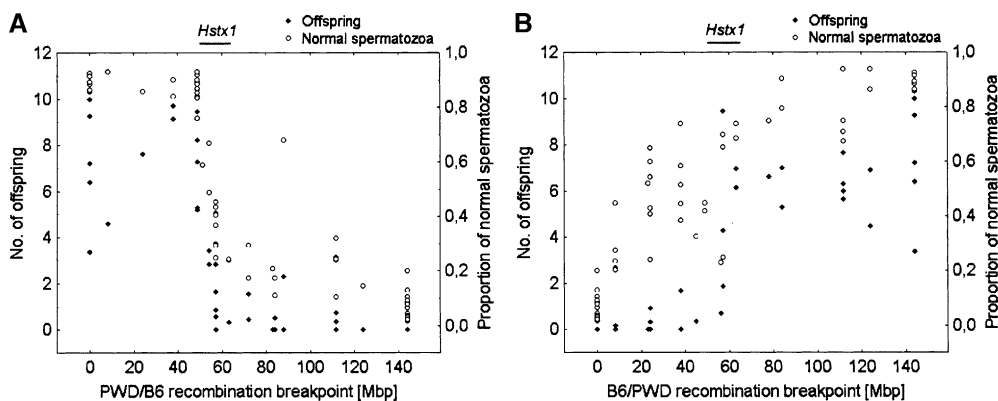 A
Hstx1
Offspring
Normal spermatozoa
12
10
8
6
4
2
0
No. of offspring
1,0
0,8
0,6
0,4
0,2
0,0
Proportion of normal spermatozoa
0 20 40 60 80 100 120 140
PWD/B6 recombination breakpoint [Mbp]
B
Hstx1
Offspring
Normal spermatozoa
12
10
8
6
4
2
0
No. of offspring
1,0
0,8
0,6
0,4
0,2
0,0
Proportion of normal spermatozoa
0 20 40 60 80 100 120 140
B6/PWD recombination breakpoint [Mbp]